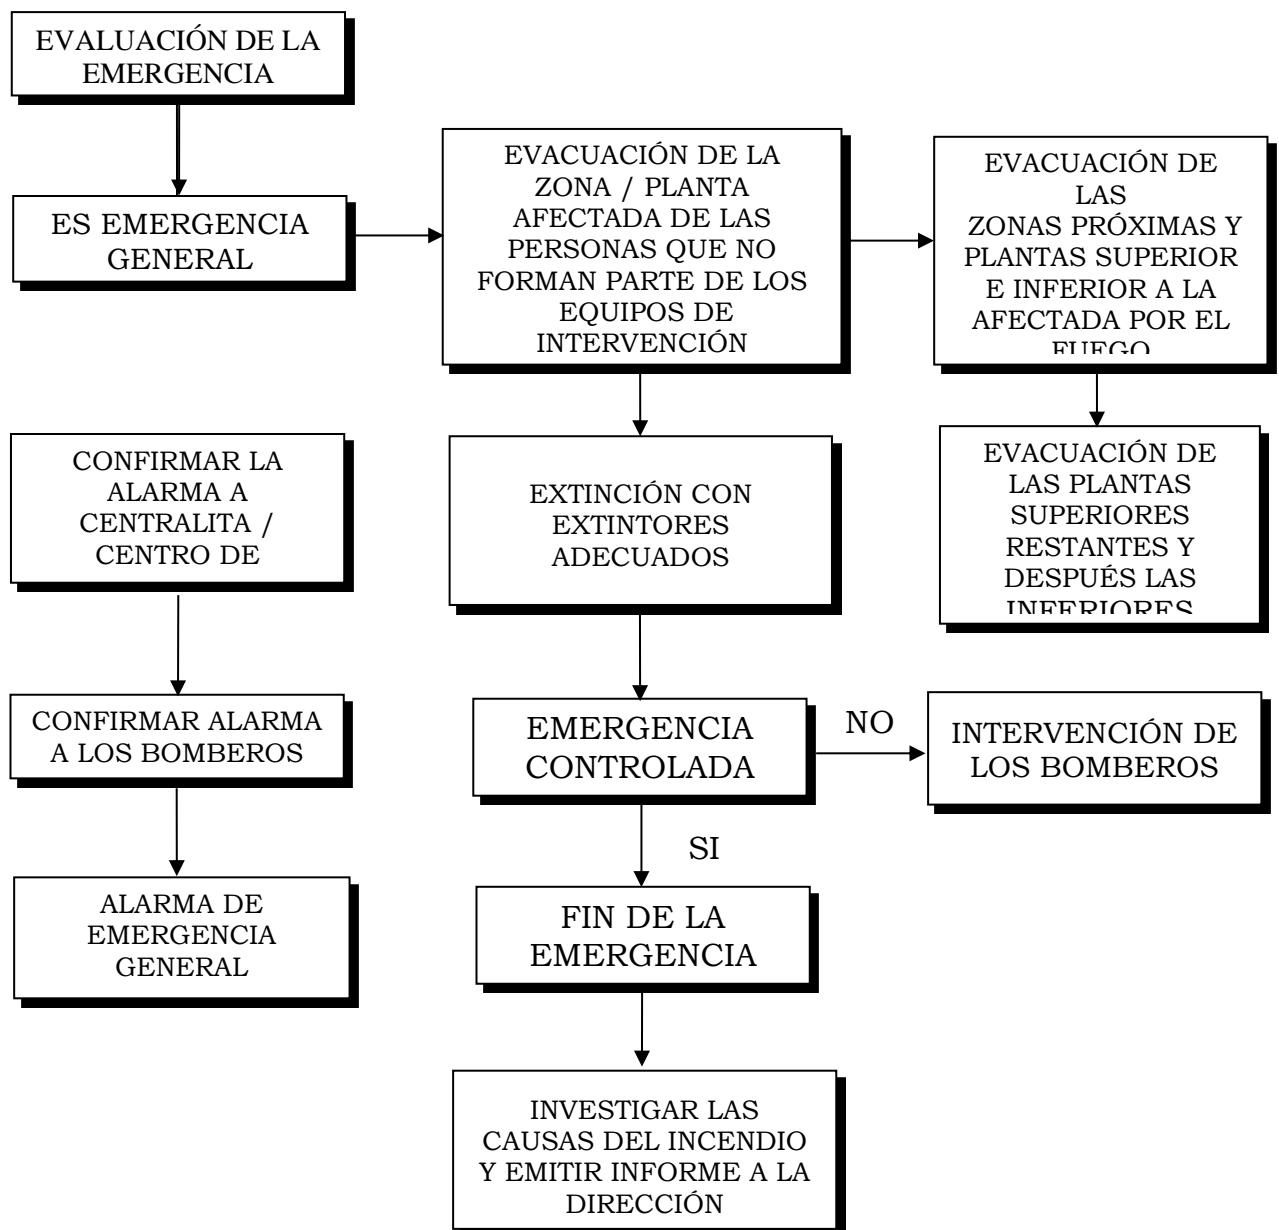 EVALUACIÓN DE LA
EMERGENCIA
ES EMERGENCIA
GENERAL
EVACUACIÓN DE LA
ZONA / PLANTA
AFECTADA DE LAS
PERSONAS QUE NO
FORMAN PARTE DE LOS
EQUIPOS DE
INTERVENCIÓN
EVACUACIÓN DE
LAS
ZONAS PRÓXIMAS Y
PLANTAS SUPERIOR
E INFERIOR A LA
AFECTADA POR EL
FUEGO
CONFIRMAR LA
ALARMA A
CENTRALITA /
CENTRO DE
EXTINCIÓN CON
EXTINTORES
ADECUADOS
EVACUACIÓN DE
LAS PLANTAS
SUPERIORES
RESTANTES Y
DESPUÉS LAS
INFERIORES
CONFIRMAR ALARMA
A LOS BOMBEROS
EMERGENCIA
CONTROLADA
NO
INTERVENCIÓN DE
LOS BOMBEROS
SI
ALARMA DE
EMERGENCIA
GENERAL
FIN DE LA
EMERGENCIA
INVESTIGAR LAS
CAUSAS DEL INCENDIO
Y EMITIR INFORME A LA
DIRECCIÓN